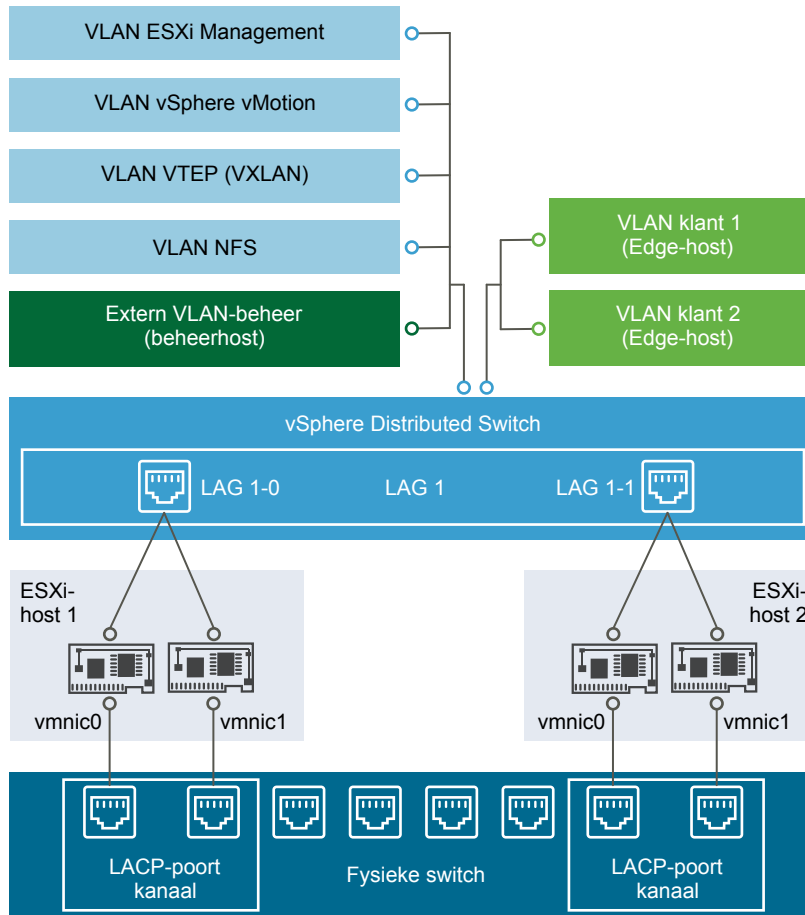 VLAN ESXi Management
VLAN vSphere vMotion
VLAN VTEP (VXLAN)
VLAN NFS
Extern VLAN-beheer
(beheerhost)
VLAN klant 1
(Edge-host)
VLAN klant 2
(Edge-host)
vSphere Distributed Switch
LAG 1-0
LAG 1
LAG 1-1
ESXi-
host 1
vmnic0
vmnic1
ESXi-
host 2
vmnic0
vmnic1
LACP-poort
kanaal
Fysieke switch
LACP-poort
kanaal